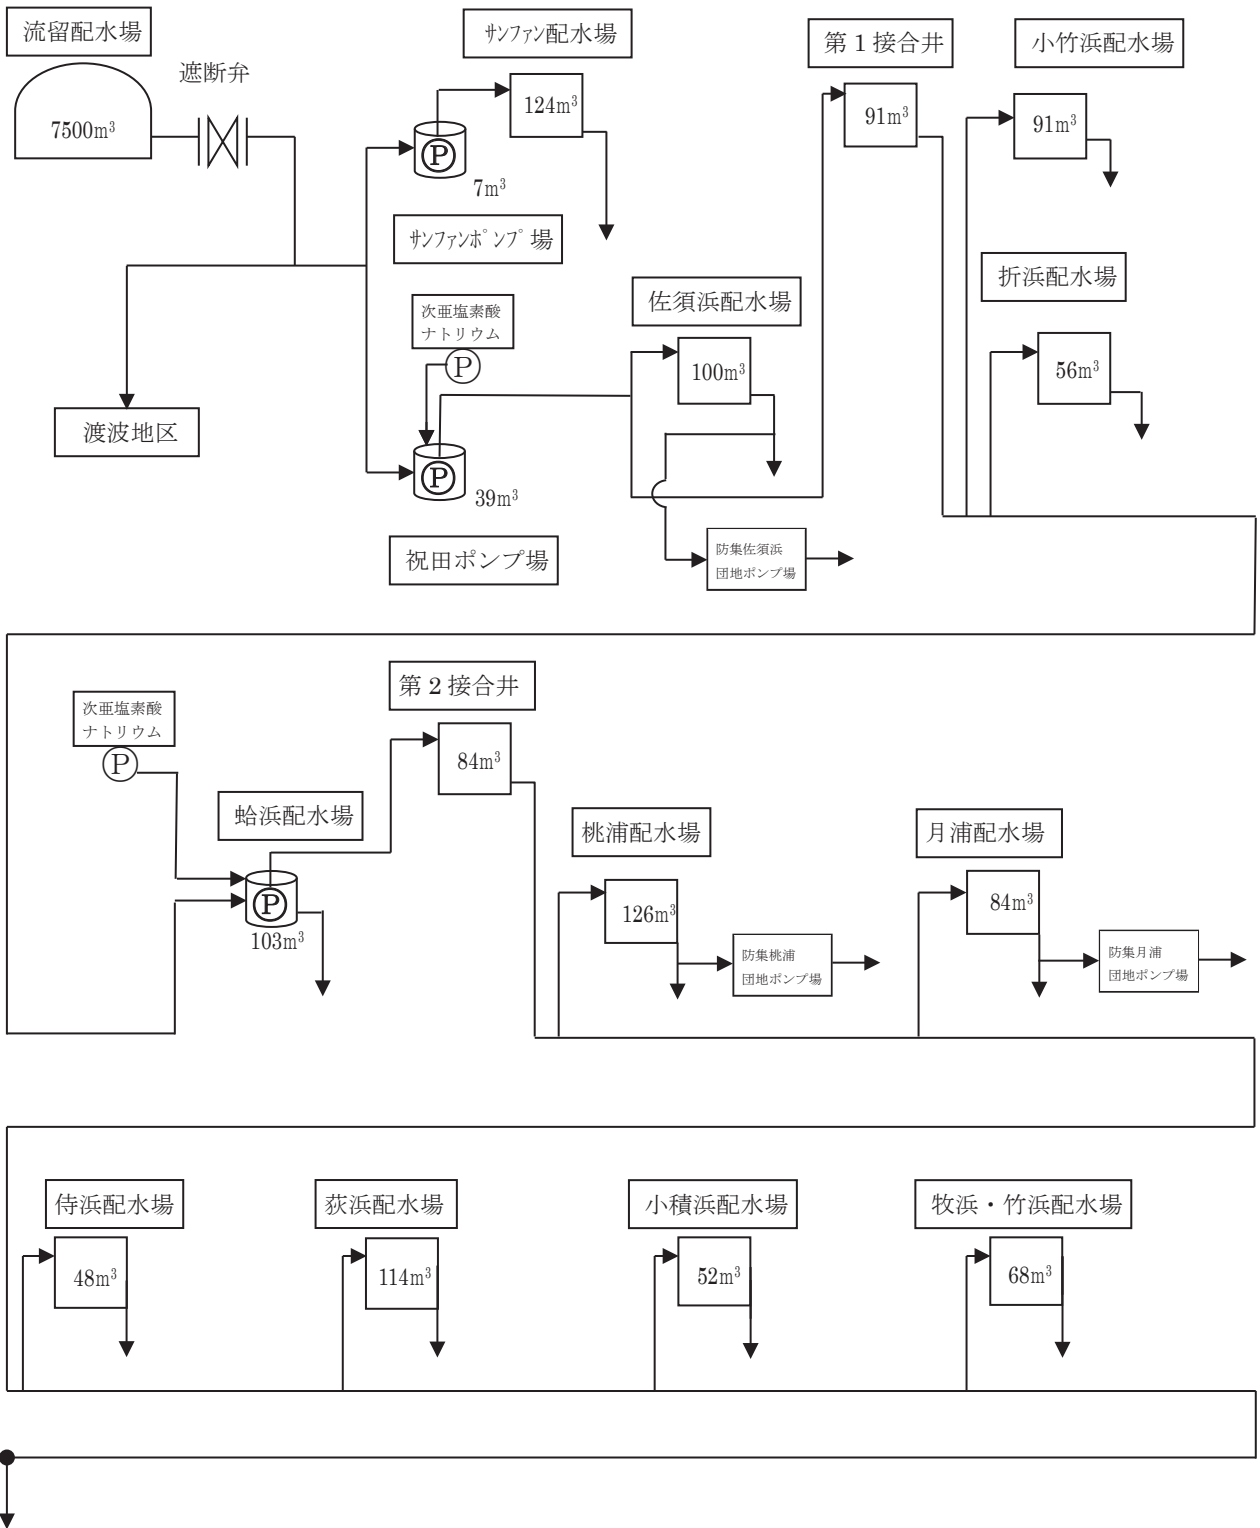 流留配水場
7500m³
遮断弁
サンファン配水場
124m³
P
7m³
サンファンポンプ場
第1接合井
91m³
小竹浜配水場
91m³
折浜配水場
56m³
次亜塩素酸
ナトリウム
P
佐須浜配水場
100m³
渡波地区
P
39m³
祝田ポンプ場
防集佐須浜
団地ポンプ場
次亜塩素酸
ナトリウム
P
第2接合井
84m³
蛤浜配水場
P
103m³
桃浦配水場
126m³
防集桃浦
団地ポンプ場
月浦配水場
84m³
防集月浦
団地ポンプ場
侍浜配水場
48m³
荻浜配水場
114m³
小積浜配水場
52m³
牧浜・竹浜配水場
68m³